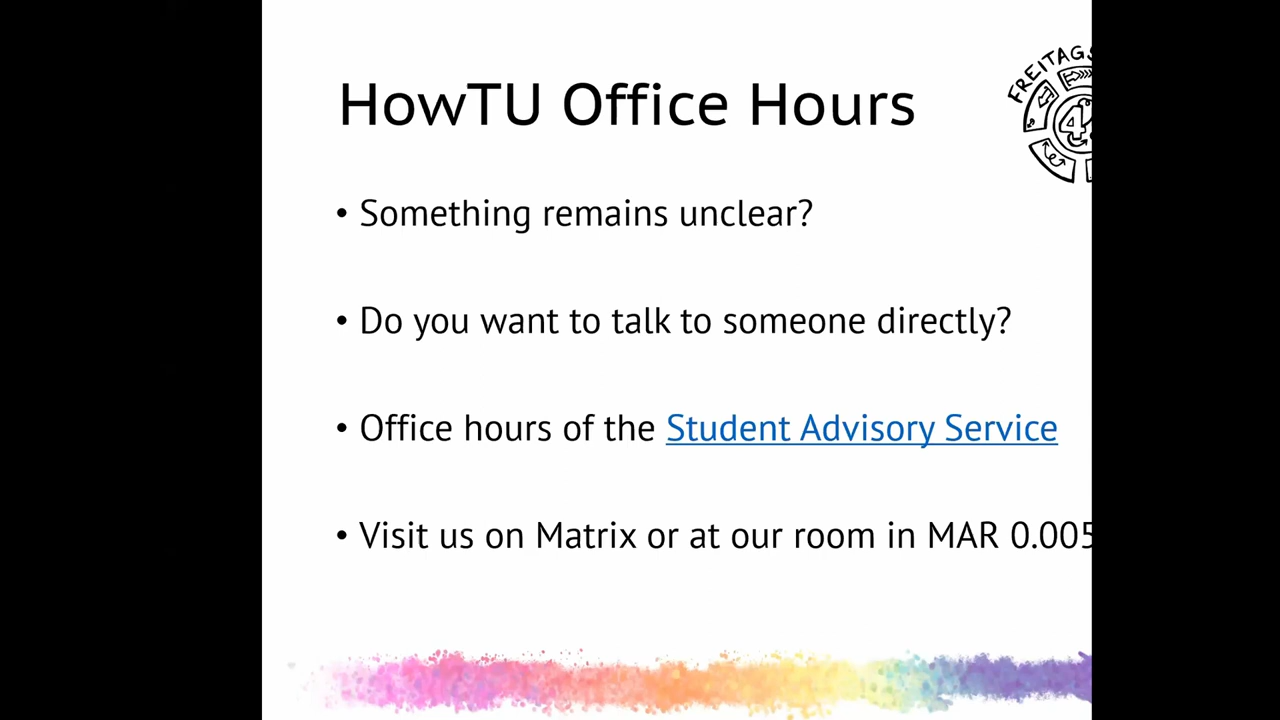 HowTU Office Hours
FREITAGS
4
• Something remains unclear?
• Do you want to talk to someone directly?
• Office hours of the Student Advisory Service
• Visit us on Matrix or at our room in MAR 0.005